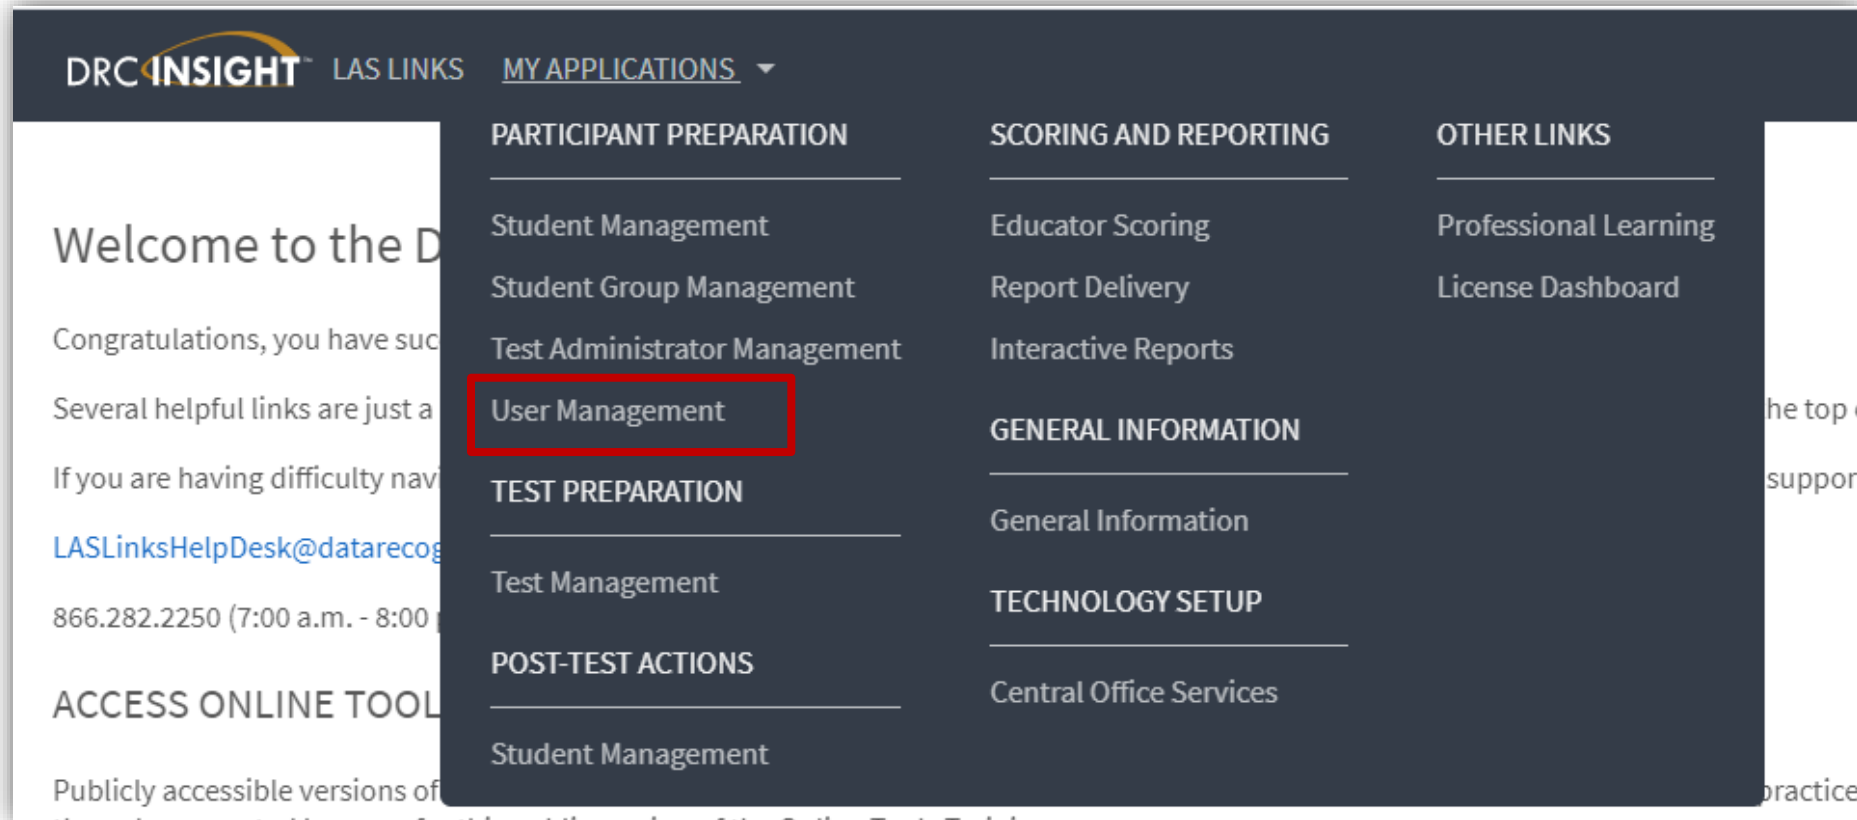 DRC INSIGHT™ LAS LINKS MY APPLICATIONS
PARTICIPANT PREPARATION
Student Management
Student Group Management
Test Administrator Management
User Management
TEST PREPARATION
Test Management
POST-TEST ACTIONS
Student Management
SCORING AND REPORTING
Educator Scoring
Report Delivery
Interactive Reports
GENERAL INFORMATION
General Information
TECHNOLOGY SETUP
Central Office Services
OTHER LINKS
Professional Learning
License Dashboard
Welcome to the D
Congratulations, you have suc
Several helpful links are just a
he top
If you are having difficulty navi
suppor
LASLinksHelpDesk@datarecog
866.282.2250 (7:00 a.m. - 8:00
ACCESS ONLINE TOOL
Publicly accessible versions of
practice